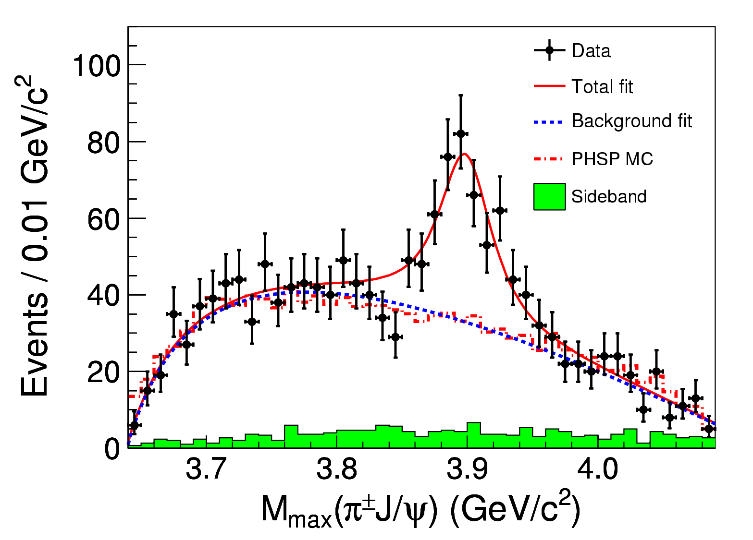 Events / 0.01 GeV/c²
100
80
60
40
20
0
Data
Total fit
Background fit
PHSP MC
Sideband
3.7 3.8 3.9 4.0
M_max(π±J/ψ) (GeV/c²)